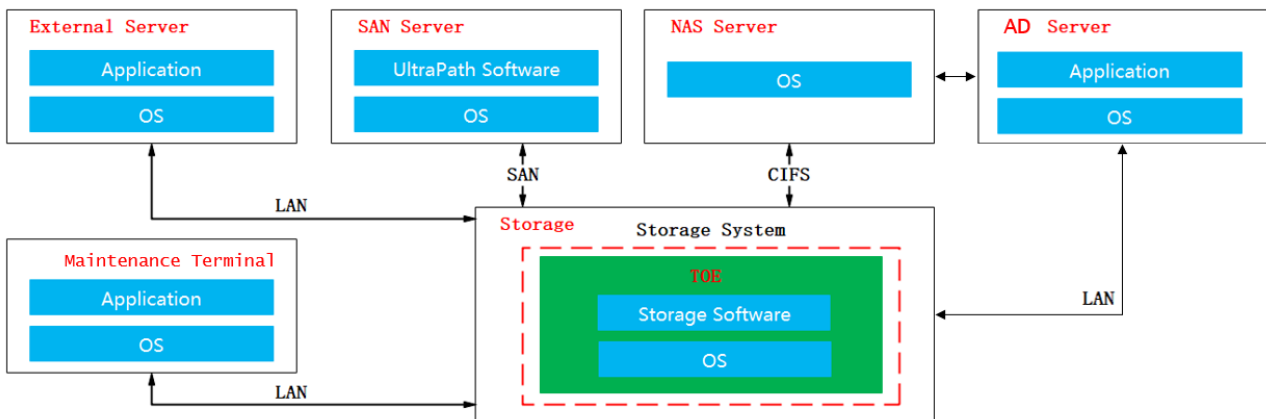 External Server
Application
OS
SAN Server
UltraPath Software
OS
NAS Server
OS
AD Server
Application
OS
SAN
CIFS
LAN
Storage
Storage System
TOE
Storage Software
OS
LAN
Maintenance Terminal
Application
OS
LAN